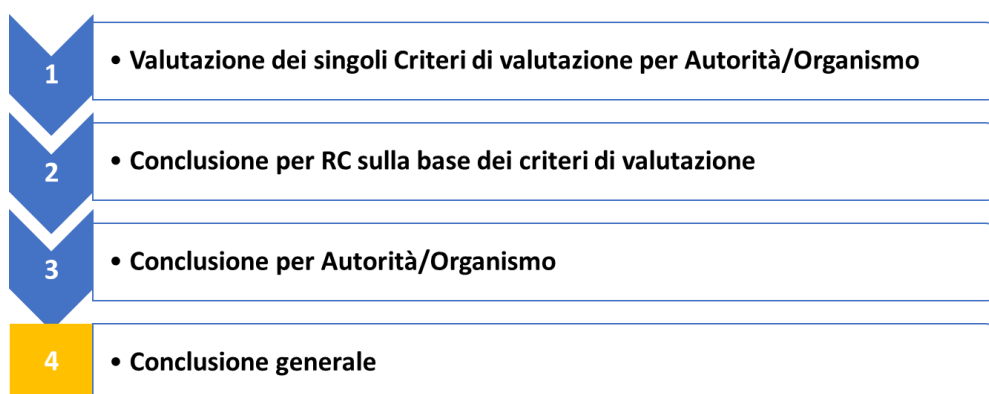 1
• Valutazione dei singoli Criteri di valutazione per Autorità/Organismo
2
• Conclusione per RC sulla base dei criteri di valutazione
3
• Conclusione per Autorità/Organismo
4
• Conclusione generale